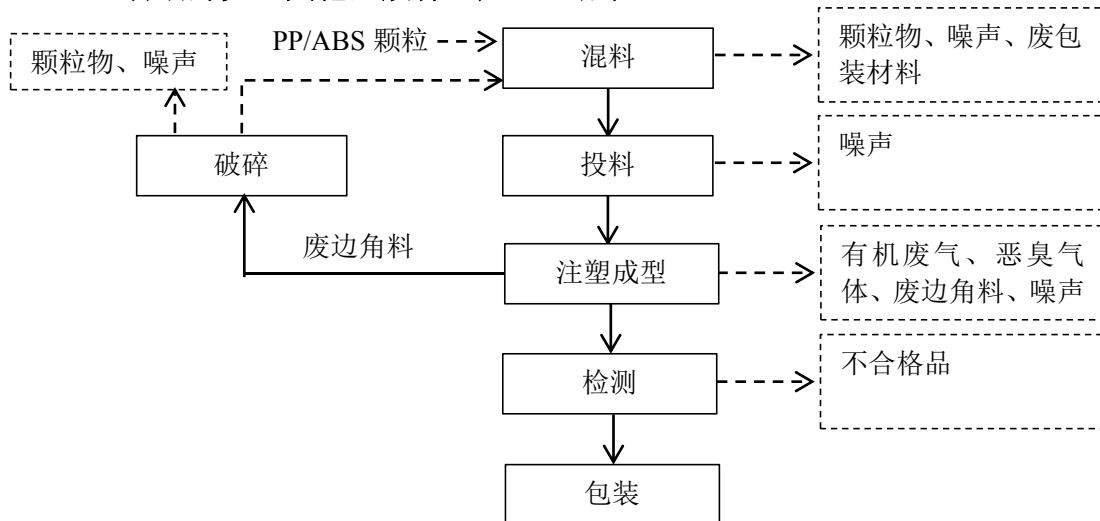 PP/ABS 颗粒
混料
颗粒物、噪声、废包
装材料
颗粒物、噪声
破碎
投料
噪声
废边角料
注塑成型
有机废气、恶臭气
体、废边角料、噪声
检测
不合格品
包装